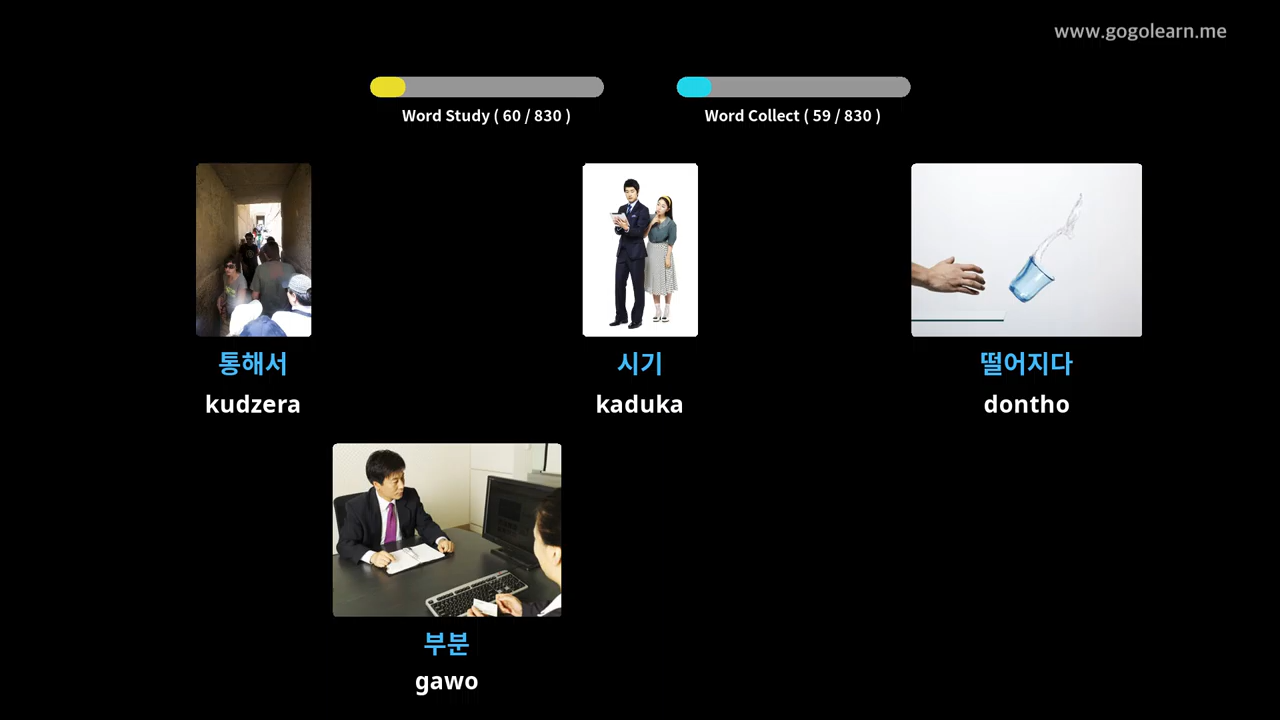 www.gogolearn.me
Word Study ( 60 / 830 )
Word Collect ( 59 / 830 )
통해서
kudzera
시기
kaduka
떨어지다
dontho
부분
gawo